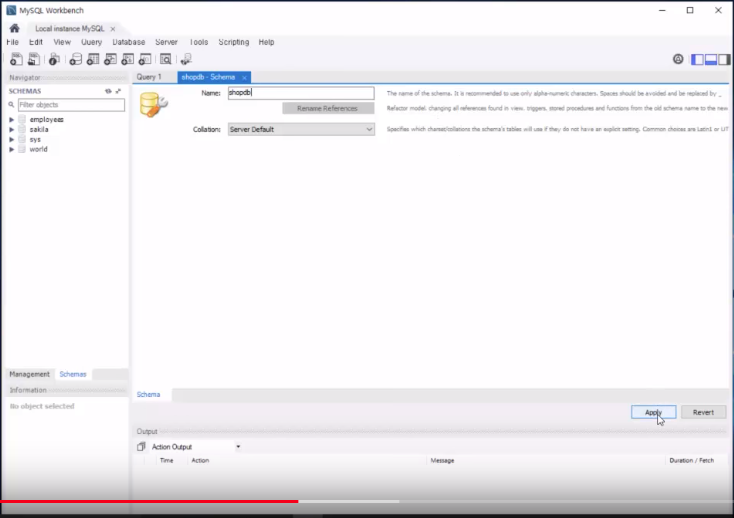 MySQL Workbench
Local instance MySQL
File Edit View Query Database Server Tools Scripting Help
Navigator
SCHEMAS
Filter objects
employees
sakila
sys
world
Management Schemas
Information
No object selected
Query 1
shopdb - Schema
Name: shopdb
The name of the schema. It is recommended to use only alpha-numeric characters. Spaces should be avoided and be replaced by _
Rename References
Refactor model, changing all references found in view, triggers, stored procedures and functions from the old schema name to the new
Collation: Server Default
Specifies which charset/collations the schema's tables will use if they do not have an explicit setting. Common choices are Latin1 or UT
Schema
Apply Revert
Output
Action Output
Time Action Message Duration / Fetch